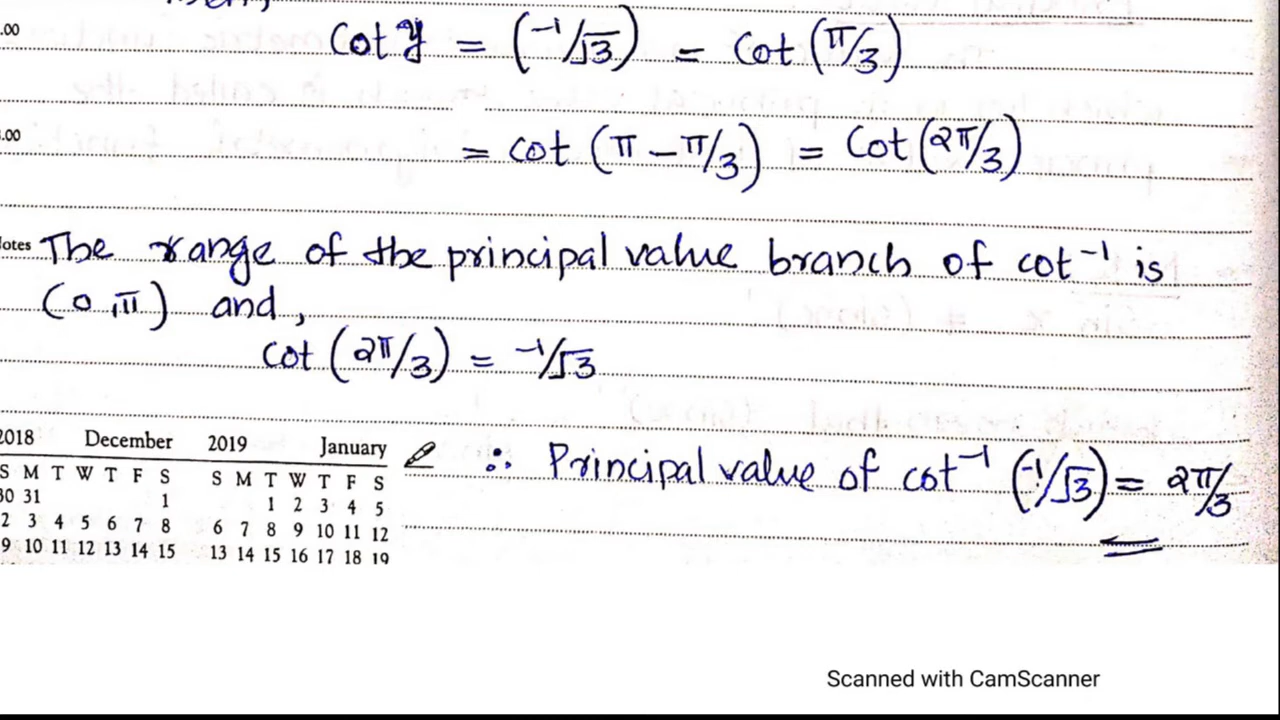 .00
Cot y = (-1/√3) = Cot (π/3)
.00
= cot (π - π/3) = Cot (2π/3)
Notes The range of the principal value branch of cot⁻¹ is
(0, π) and,
Cot (2π/3) = -1/√3
2018 December 2019 January
S M T W T F S S M T W T F S
30 31 1 1 2 3 4 5
2 3 4 5 6 7 8 6 7 8 9 10 11 12
9 10 11 12 13 14 15 13 14 15 16 17 18 19
∴ Principal value of cot⁻¹ (-1/√3) = 2π/3
Scanned with CamScanner